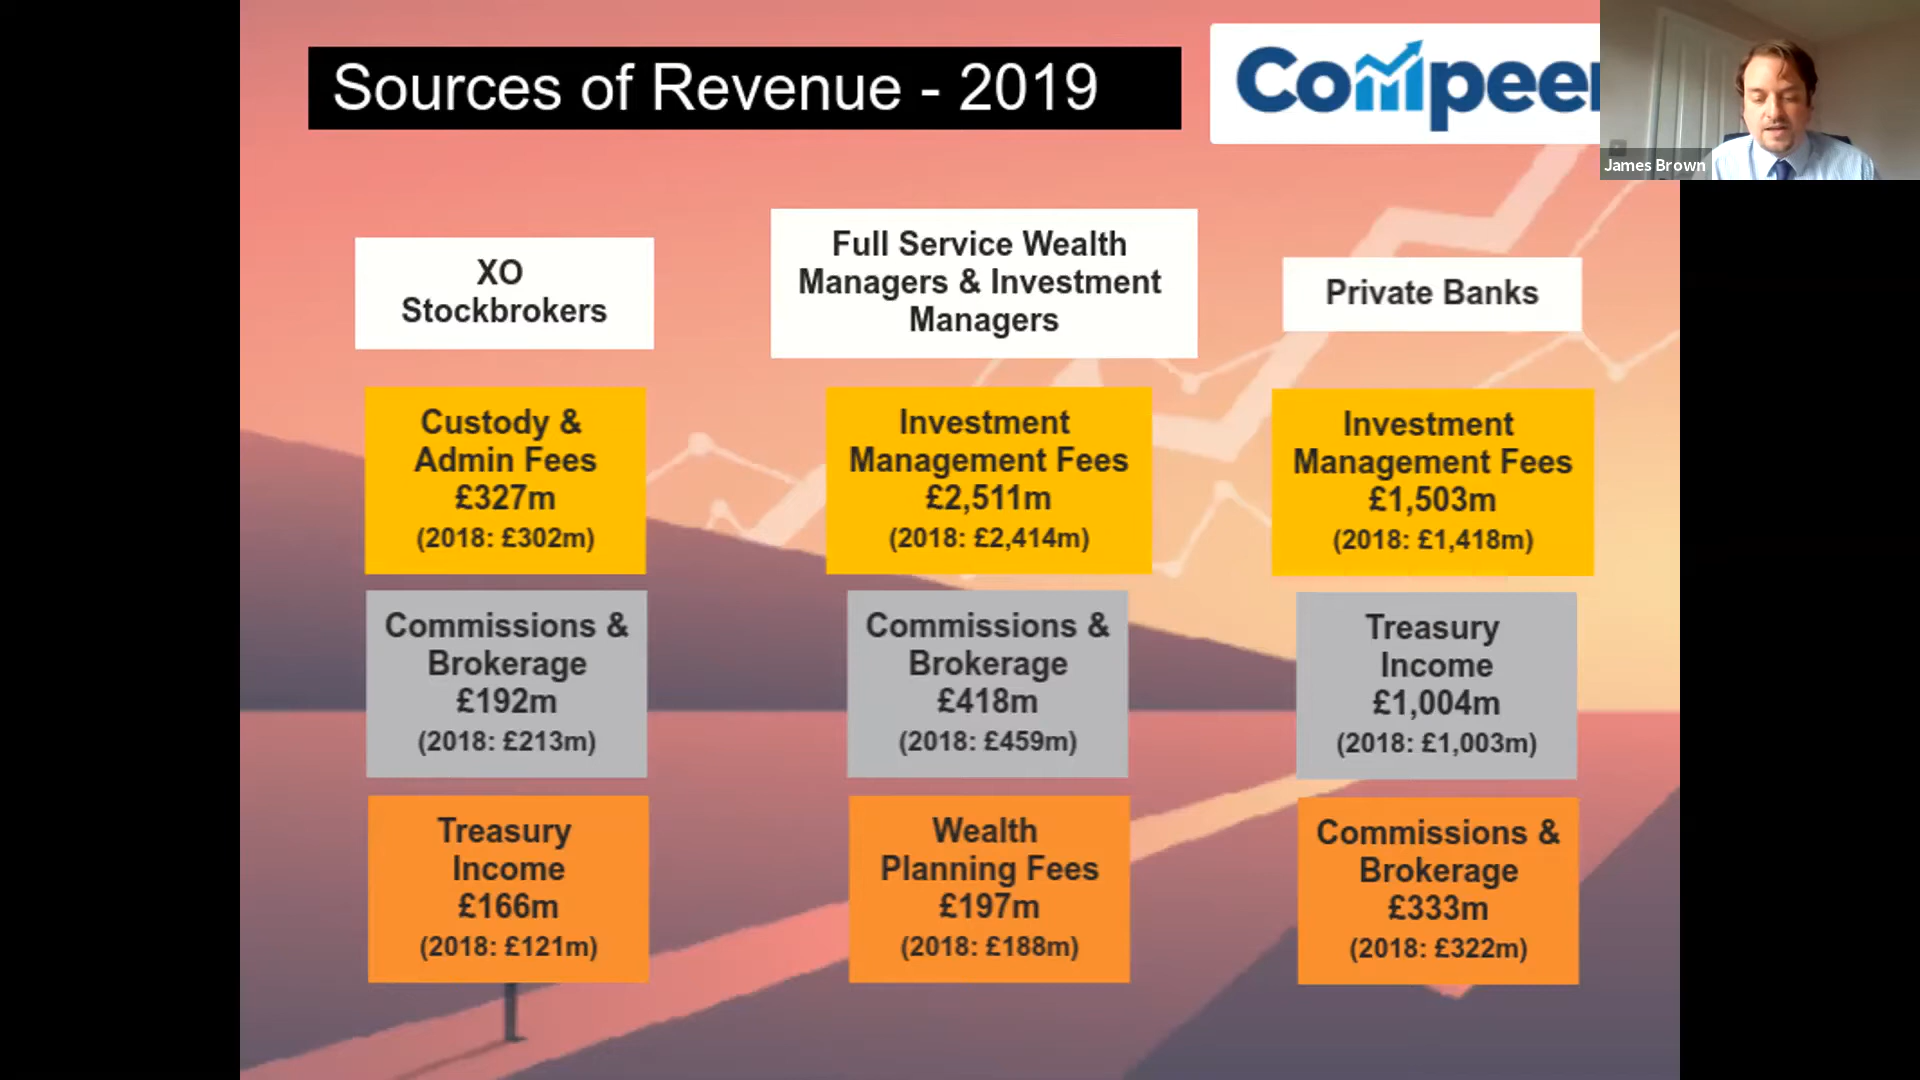 Sources of Revenue - 2019
Compeer
James Brown
XO
Stockbrokers
Full Service Wealth
Managers & Investment
Managers
Private Banks
Custody &
Admin Fees
£327m
(2018: £302m)
Investment
Management Fees
£2,511m
(2018: £2,414m)
Investment
Management Fees
£1,503m
(2018: £1,418m)
Commissions &
Brokerage
£192m
(2018: £213m)
Commissions &
Brokerage
£418m
(2018: £459m)
Treasury
Income
£1,004m
(2018: £1,003m)
Treasury
Income
£166m
(2018: £121m)
Wealth
Planning Fees
£197m
(2018: £188m)
Commissions &
Brokerage
£333m
(2018: £322m)